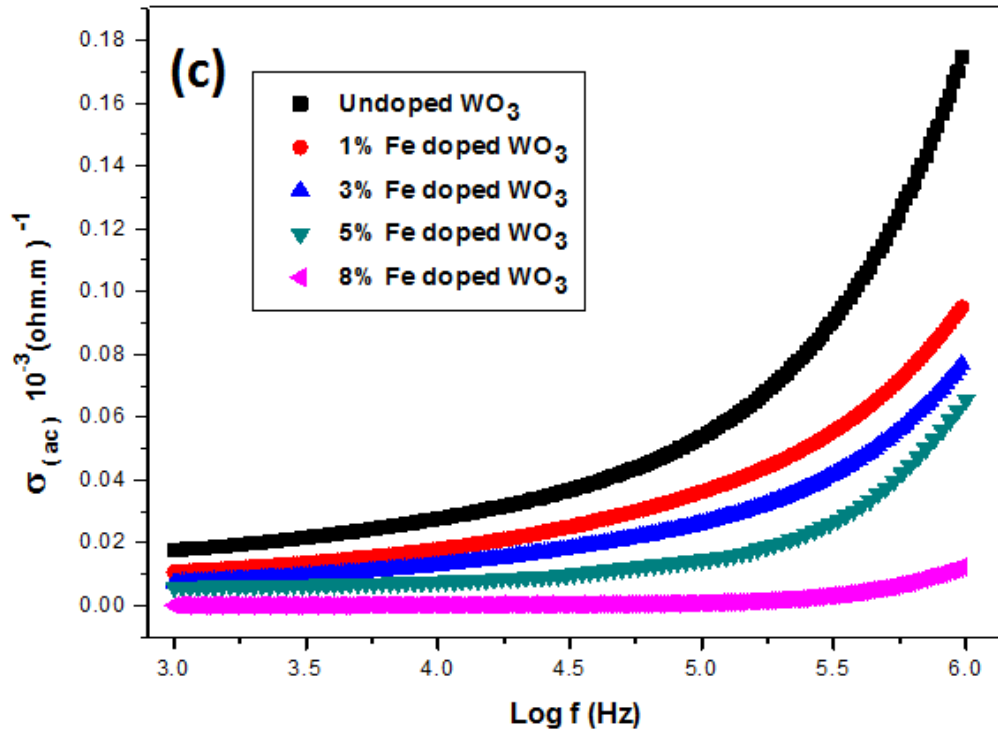 (c)
Undoped WO3
1% Fe doped WO3
3% Fe doped WO3
5% Fe doped WO3
8% Fe doped WO3
0.18
0.16
0.14
0.12
0.10
0.08
0.06
0.04
0.02
0.00
σ(ac) 10-3(ohm.m)-1
3.0 3.5 4.0 4.5 5.0 5.5 6.0
Log f (Hz)